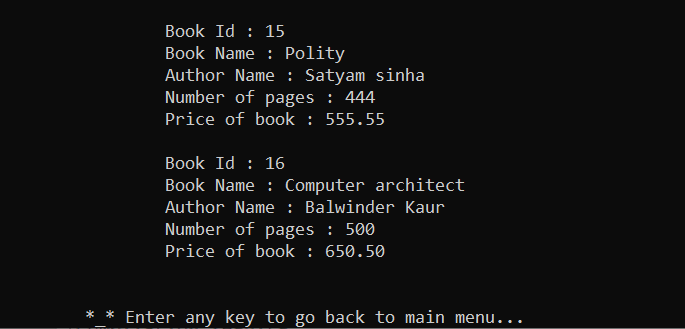 Book Id : 15
Book Name : Polity
Author Name : Satyam sinha
Number of pages : 444
Price of book : 555.55
Book Id : 16
Book Name : Computer architect
Author Name : Balwinder Kaur
Number of pages : 500
Price of book : 650.50
*_* Enter any key to go back to main menu...